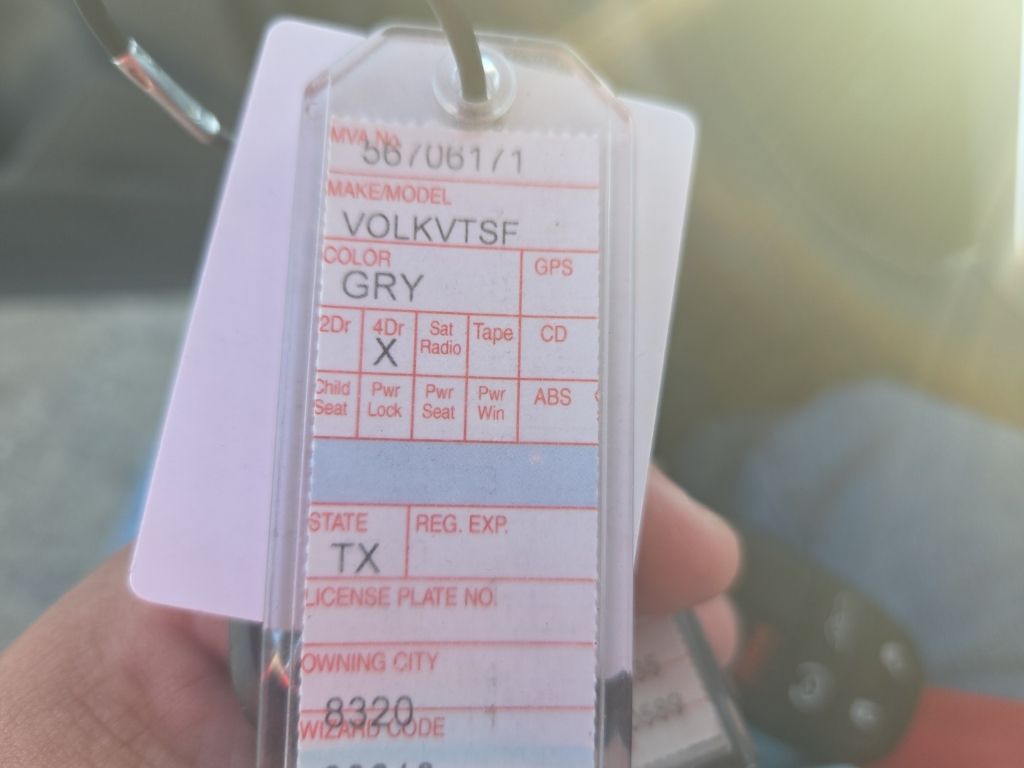 MVA No.
56706171
MAKE/MODEL
VOLKVTSF
COLOR GPS
GRY
2Dr 4Dr Sat Radio Tape CD
X
Child Seat Pwr Lock Pwr Seat Pwr Win ABS
STATE REG. EXP.
TX
LICENSE PLATE NO.
OWNING CITY
8320
WIZARD CODE